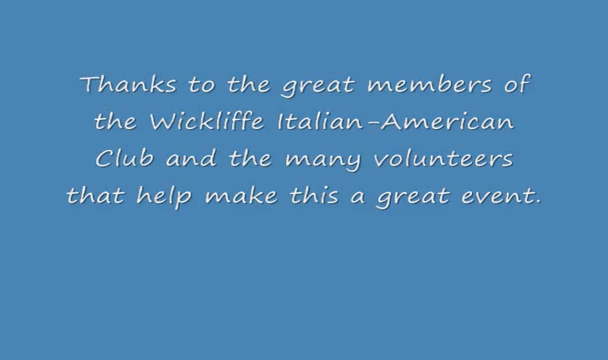 Thanks to the great members of
the Wickliffe Italian-American
Club and the many volunteers
that help make this a great event.